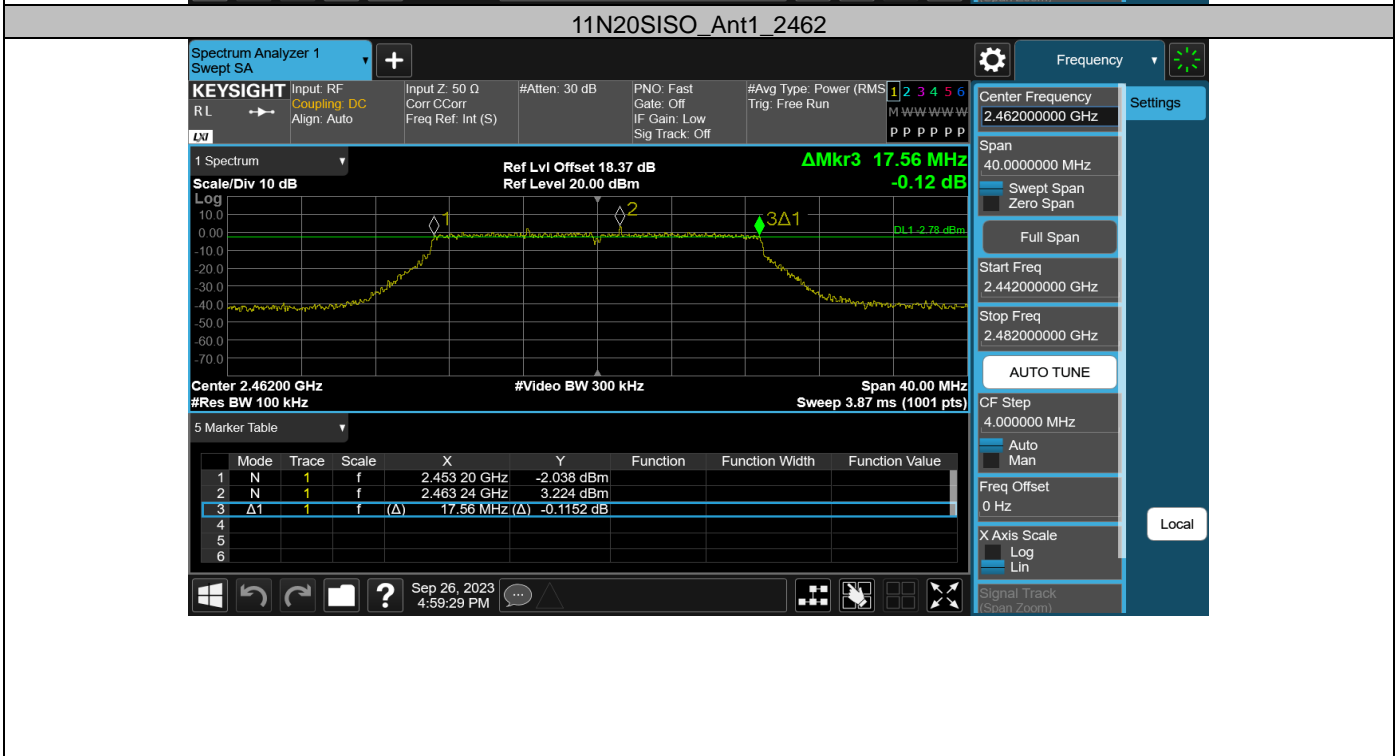 11N20SISO_Ant1_2462
Spectrum Analyzer 1
Swept SA
Frequency
KEYSIGHT
RL
LXI
Input: RF
Coupling: DC
Align: Auto
Input Z: 50 Ω
Corr CCorr
Freq Ref: Int (S)
#Atten: 30 dB
PNO: Fast
Gate: Off
IF Gain: Low
Sig Track: Off
#Avg Type: Power (RMS
Trig: Free Run
1 2 3 4 5 6
M W W W W W
P P P P P P
1 Spectrum
Scale/Div 10 dB
Ref Lvl Offset 18.37 dB
Ref Level 20.00 dBm
ΔMkr3 17.56 MHz
-0.12 dB
Log
10.0
0.00
-10.0
-20.0
-30.0
-40.0
-50.0
-60.0
-70.0
1
2
3Δ1
DL1 -2.78 dBm
Center 2.46200 GHz
#Res BW 100 kHz
#Video BW 300 kHz
Span 40.00 MHz
Sweep 3.87 ms (1001 pts)
5 Marker Table
Mode Trace Scale X Y Function Function Width Function Value
1 N 1 f 2.453 20 GHz -2.038 dBm
2 N 1 f 2.463 24 GHz 3.224 dBm
3 Δ1 1 f (Δ) 17.56 MHz (Δ) -0.1152 dB
4
5
6
?
Sep 26, 2023
4:59:29 PM
Center Frequency
2.462000000 GHz
Span
40.0000000 MHz
Swept Span
Zero Span
Full Span
Start Freq
2.442000000 GHz
Stop Freq
2.482000000 GHz
AUTO TUNE
CF Step
4.000000 MHz
Auto
Man
Freq Offset
0 Hz
X Axis Scale
Log
Lin
Signal Track
(Span Zoom)
Settings
Local